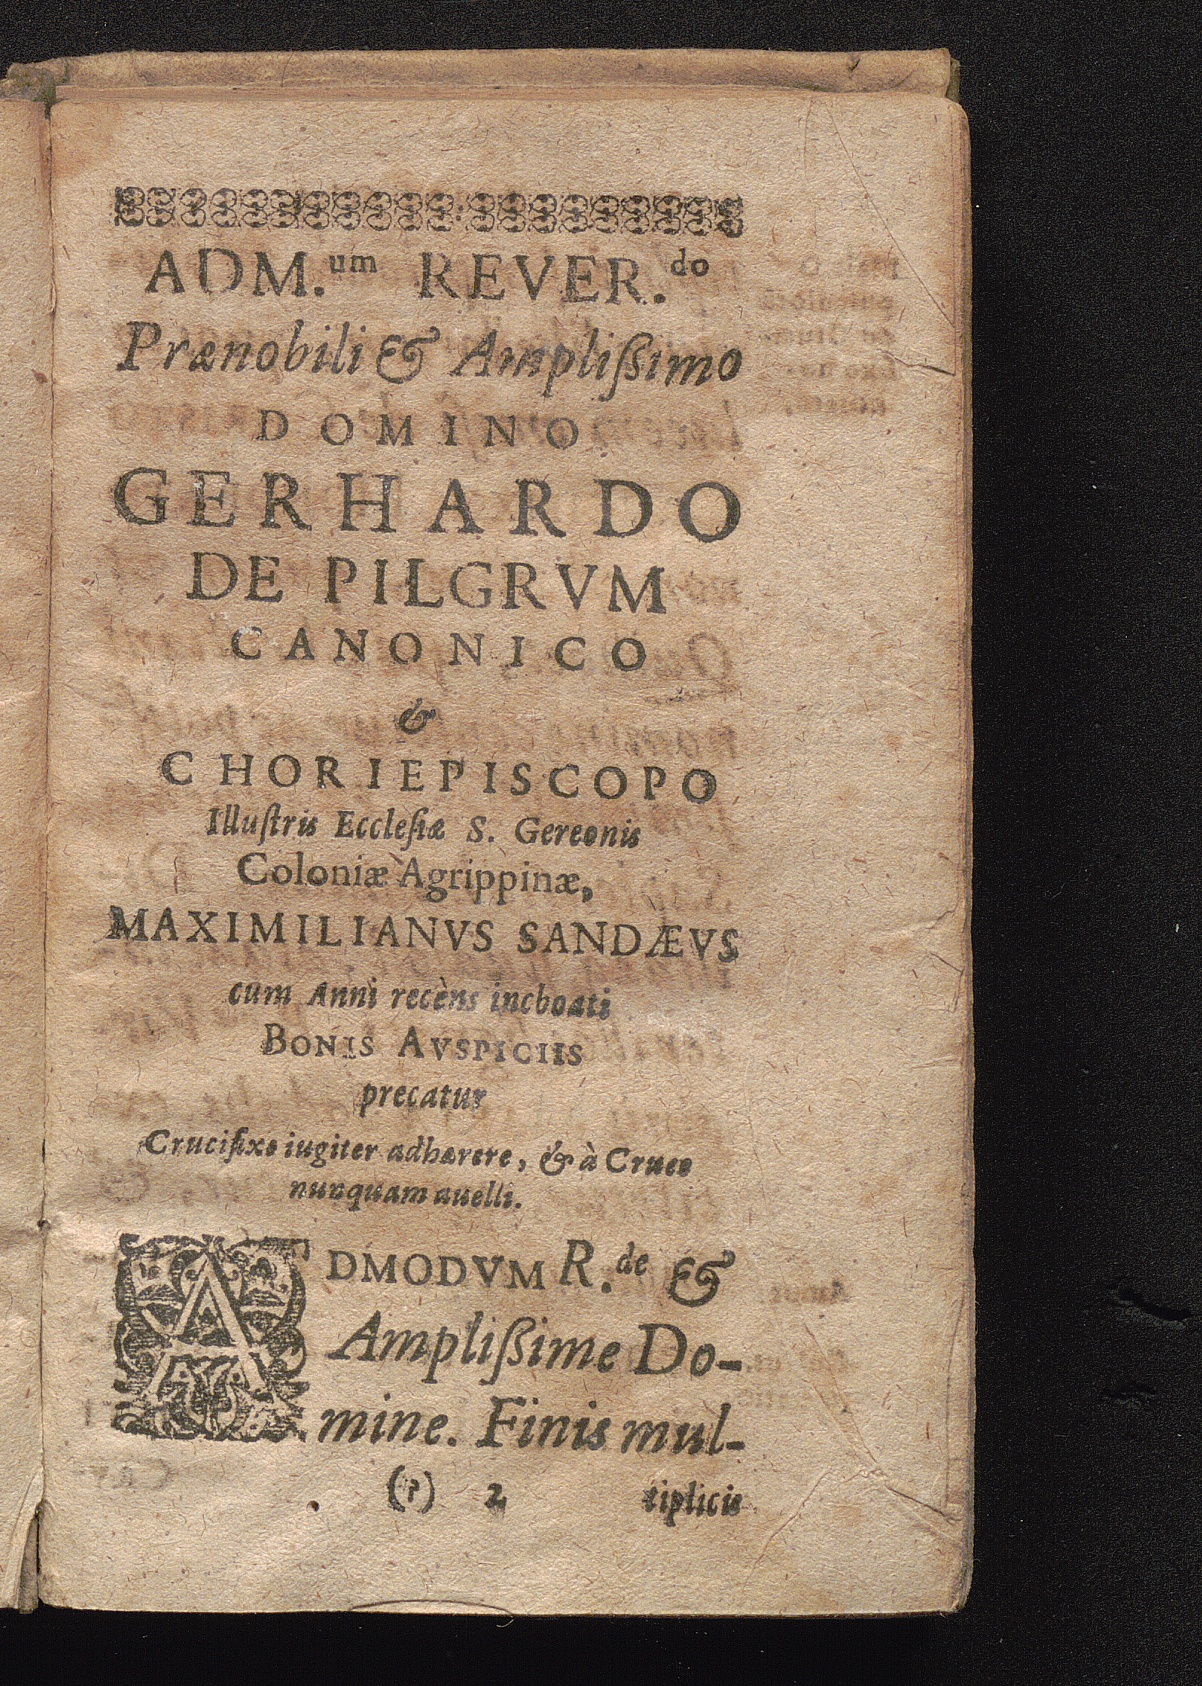 ADM.um REVER.do
Prænobili & Ampliſſimo
DOMINO
GERHARDO
DE PILGRVM
CANONICO
&
CHORIEPISCOPO
Illuſtris Eccleſiæ S. Gereonis
Coloniæ Agrippinæ,
MAXIMILIANVS SANDÆVS
cum Anni recèns inchoati
BONIS AVSPICIIS
precatur
Crucifixo iugiter adhærere, & à Cruce
nunquam auelli.
ADMODVM R.de &
Ampliſſime Do-
mine. Finis mul-
(?) 2 tiplicis